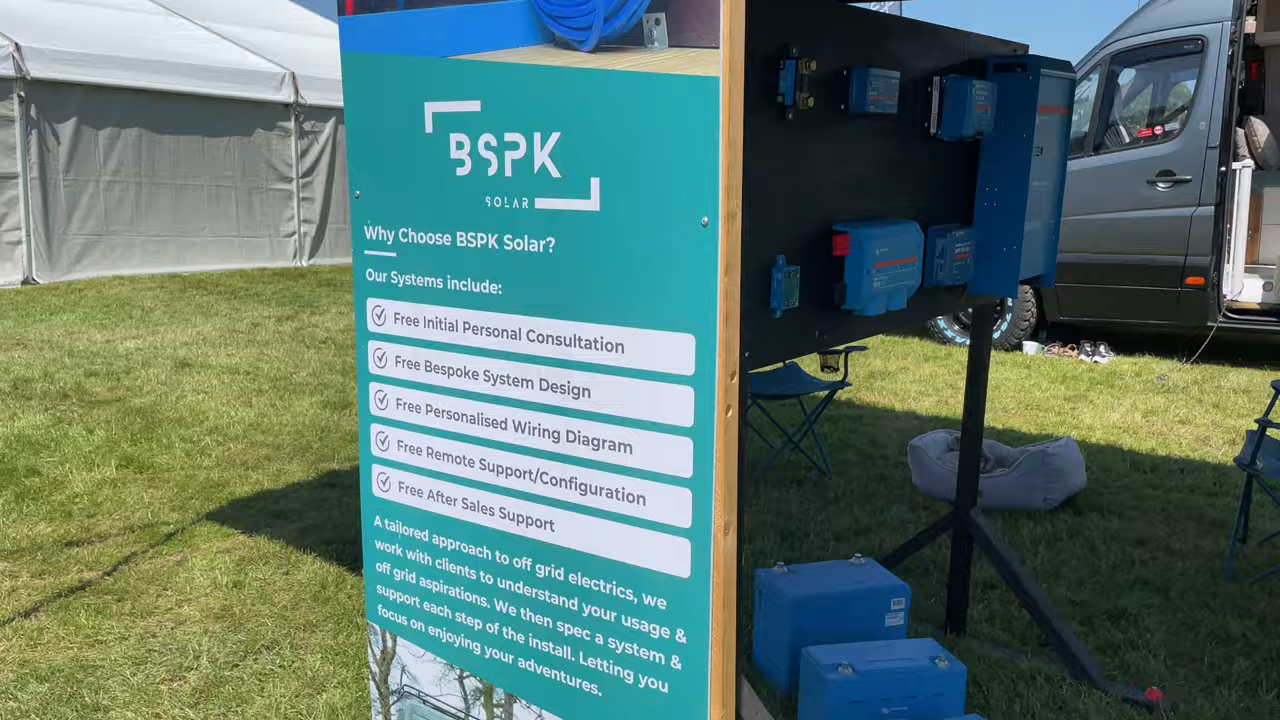 BSPK
SOLAR
Why Choose BSPK Solar?
Our Systems include:
Free Initial Personal Consultation
Free Bespoke System Design
Free Personalised Wiring Diagram
Free Remote Support/Configuration
Free After Sales Support
A tailored approach to off grid electrics, we
work with clients to understand your usage &
off grid aspirations. We then spec a system &
support each step of the install. Letting you
focus on enjoying your adventures.